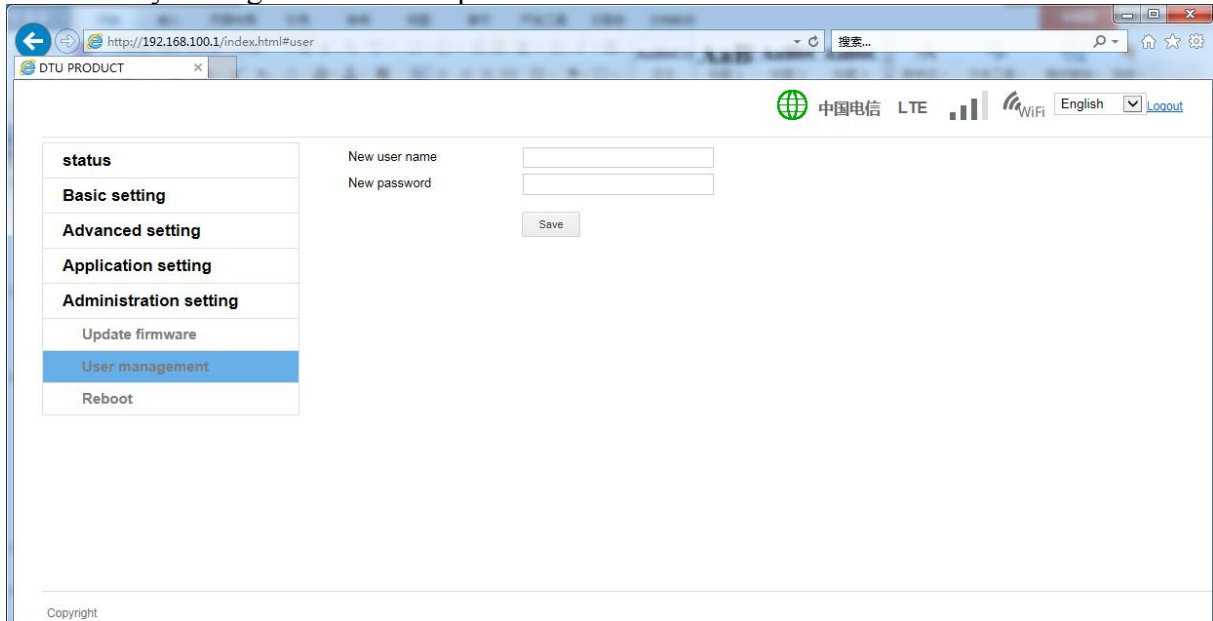 http://192.168.100.1/index.html#user
搜索...
DTU PRODUCT
中国电信 LTE WiFi English Logout
status
New user name
Basic setting
New password
Advanced setting
Save
Application setting
Administration setting
Update firmware
User management
Reboot
Copyright